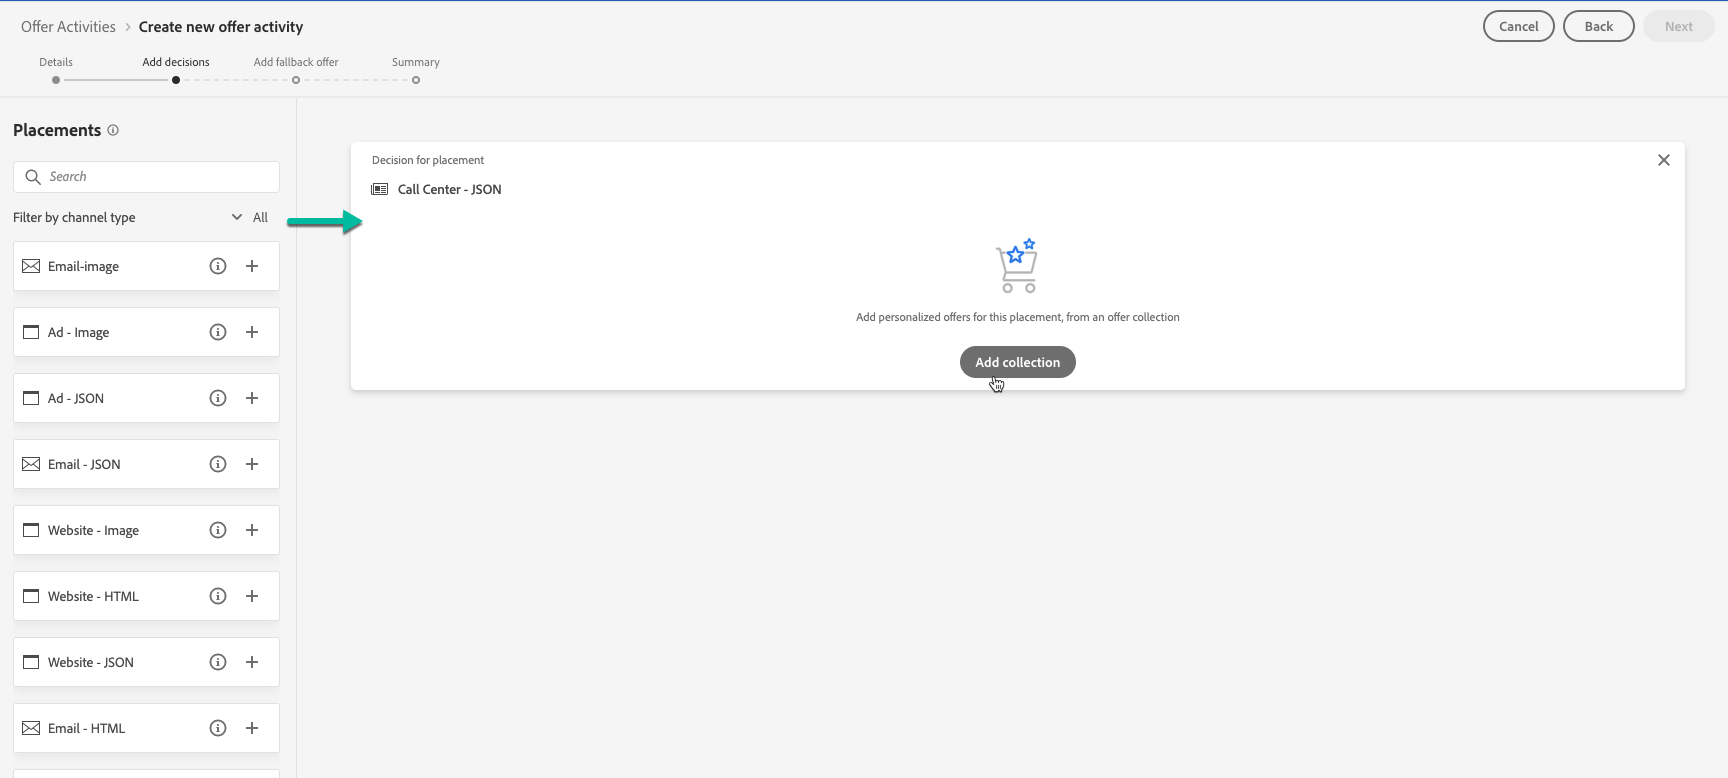 Offer Activities > Create new offer activity
Cancel
Back
Next
Details
Add decisions
Add fallback offer
Summary
Placements
Search
Filter by channel type
All
Email-image
Ad - Image
Ad - JSON
Email - JSON
Website - Image
Website - HTML
Website - JSON
Email - HTML
Decision for placement
Call Center - JSON
Add personalized offers for this placement, from an offer collection
Add collection